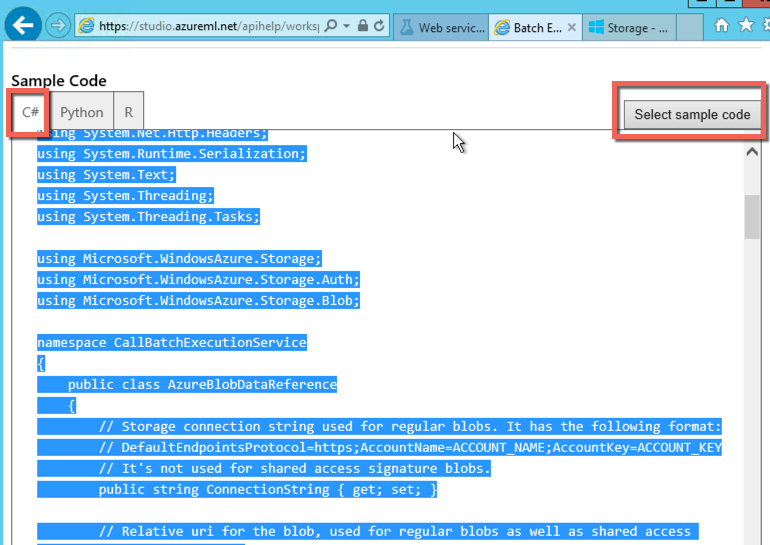 https://studio.azureml.net/apihelp/works
Web servic...
Batch E...
Storage - ...
Sample Code
C#
Python
R
Select sample code
using System.Net.Http.Headers;
using System.Runtime.Serialization;
using System.Text;
using System.Threading;
using System.Threading.Tasks;
using Microsoft.WindowsAzure.Storage;
using Microsoft.WindowsAzure.Storage.Auth;
using Microsoft.WindowsAzure.Storage.Blob;
namespace CallBatchExecutionService
{
public class AzureBlobDataReference
{
// Storage connection string used for regular blobs. It has the following format:
// DefaultEndpointsProtocol=https;AccountName=ACCOUNT_NAME;AccountKey=ACCOUNT_KEY
// It's not used for shared access signature blobs.
public string ConnectionString { get; set; }
// Relative uri for the blob, used for regular blobs as well as shared access